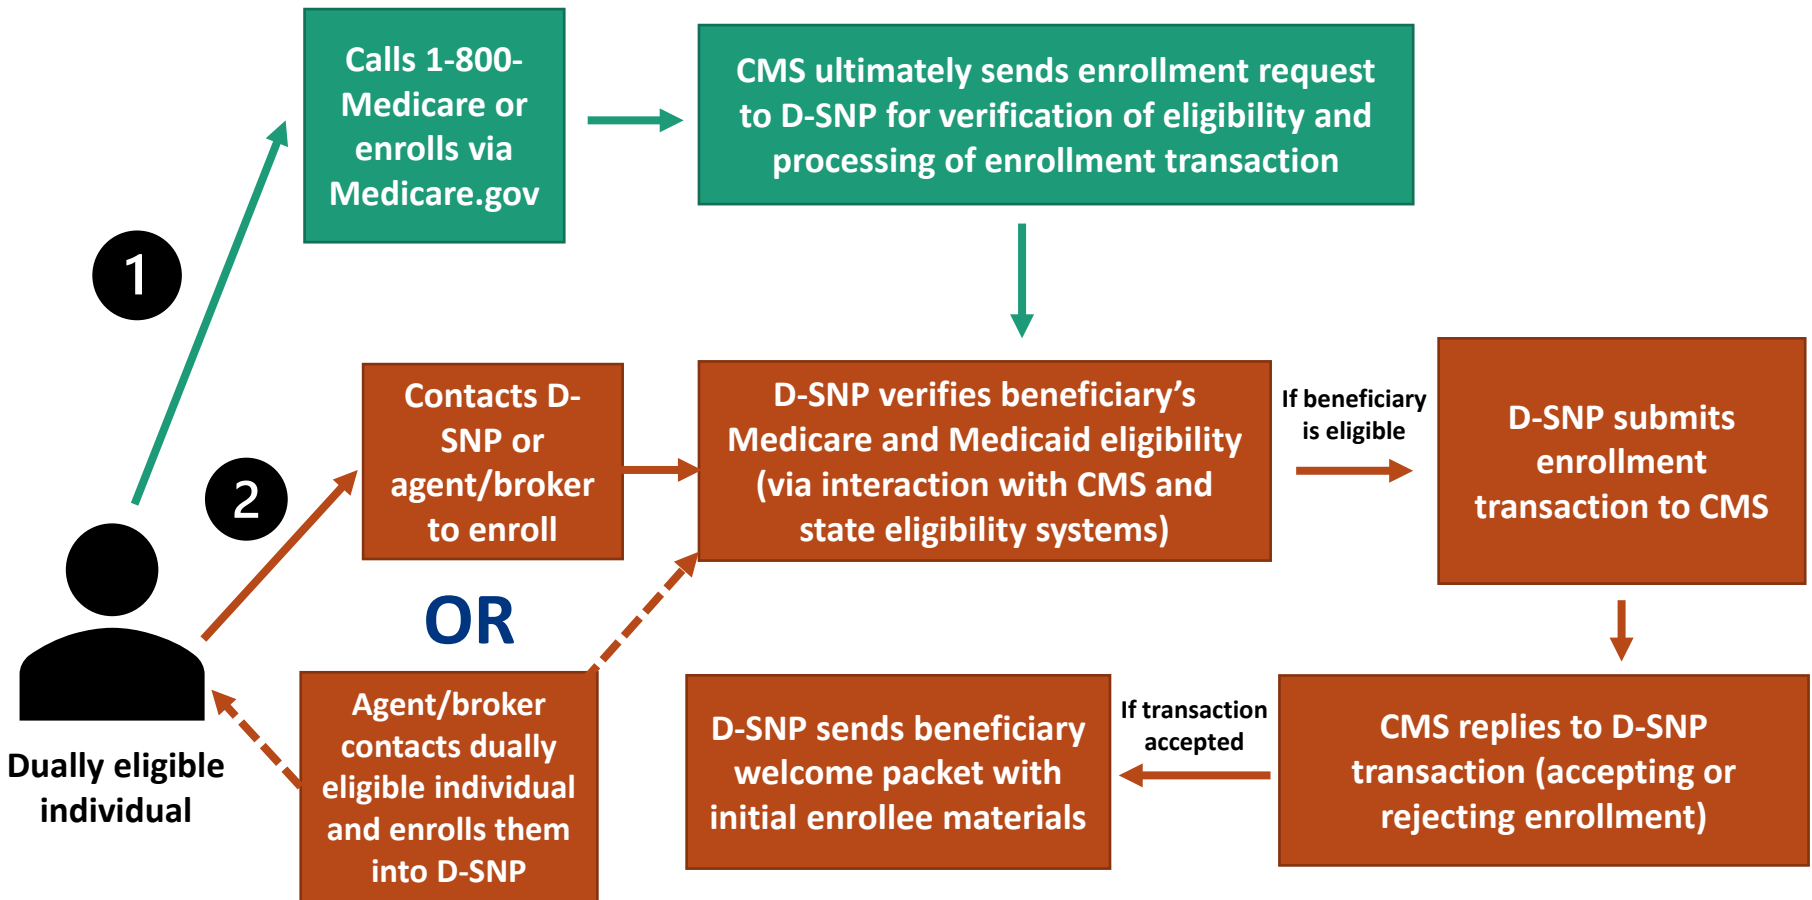 Calls 1-800-
Medicare or
enrolls via
Medicare.gov
CMS ultimately sends enrollment request
to D-SNP for verification of eligibility and
processing of enrollment transaction
1
Contacts D-
SNP or
agent/broker
to enroll
D-SNP verifies beneficiary’s
Medicare and Medicaid eligibility
(via interaction with CMS and
state eligibility systems)
If beneficiary
is eligible
D-SNP submits
enrollment
transaction to CMS
2
OR
Agent/broker
contacts dually
eligible individual
and enrolls them
into D-SNP
D-SNP sends beneficiary
welcome packet with
initial enrollee materials
If transaction
accepted
CMS replies to D-SNP
transaction (accepting or
rejecting enrollment)
Dually eligible
individual